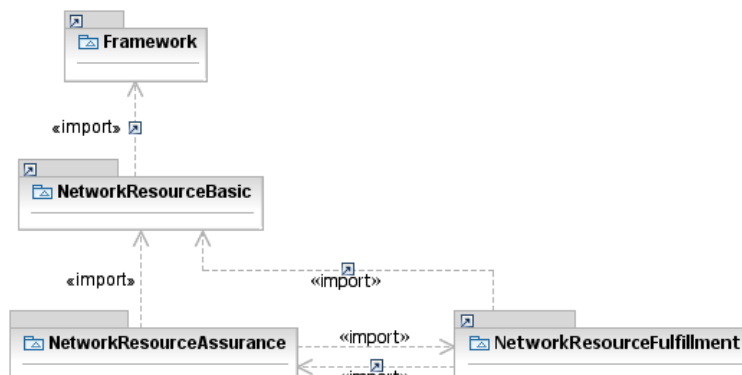 Framework
«import»
NetworkResourceBasic
«import»
«import»
NetworkResourceAssurance
«import»
NetworkResourceFulfillment